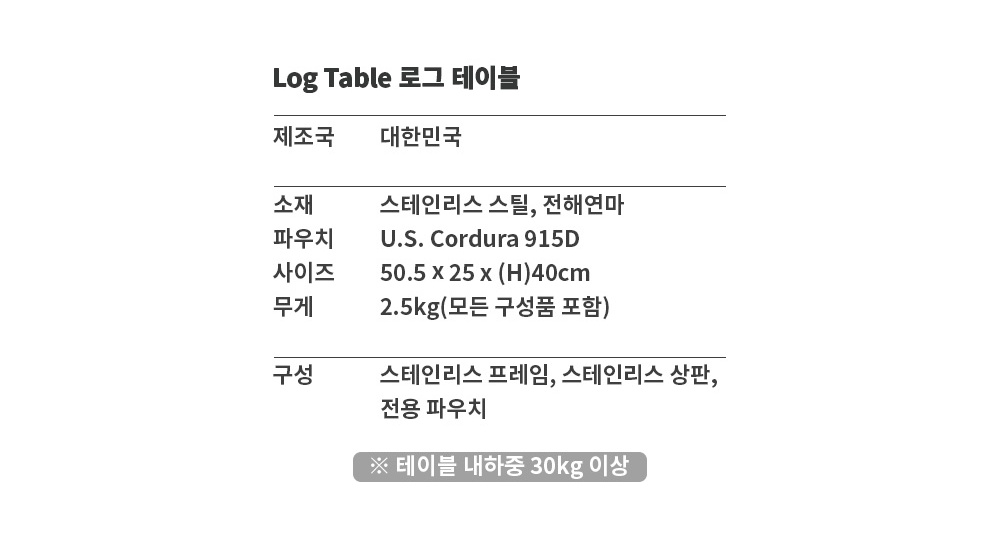 Log Table 로그 테이블
제조국 대한민국
소재 스테인리스 스틸, 전해연마
파우치 U.S. Cordura 915D
사이즈 50.5 x 25 x (H)40cm
무게 2.5kg(모든 구성품 포함)
구성 스테인리스 프레임, 스테인리스 상판,
전용 파우치
※ 테이블 내하중 30kg 이상